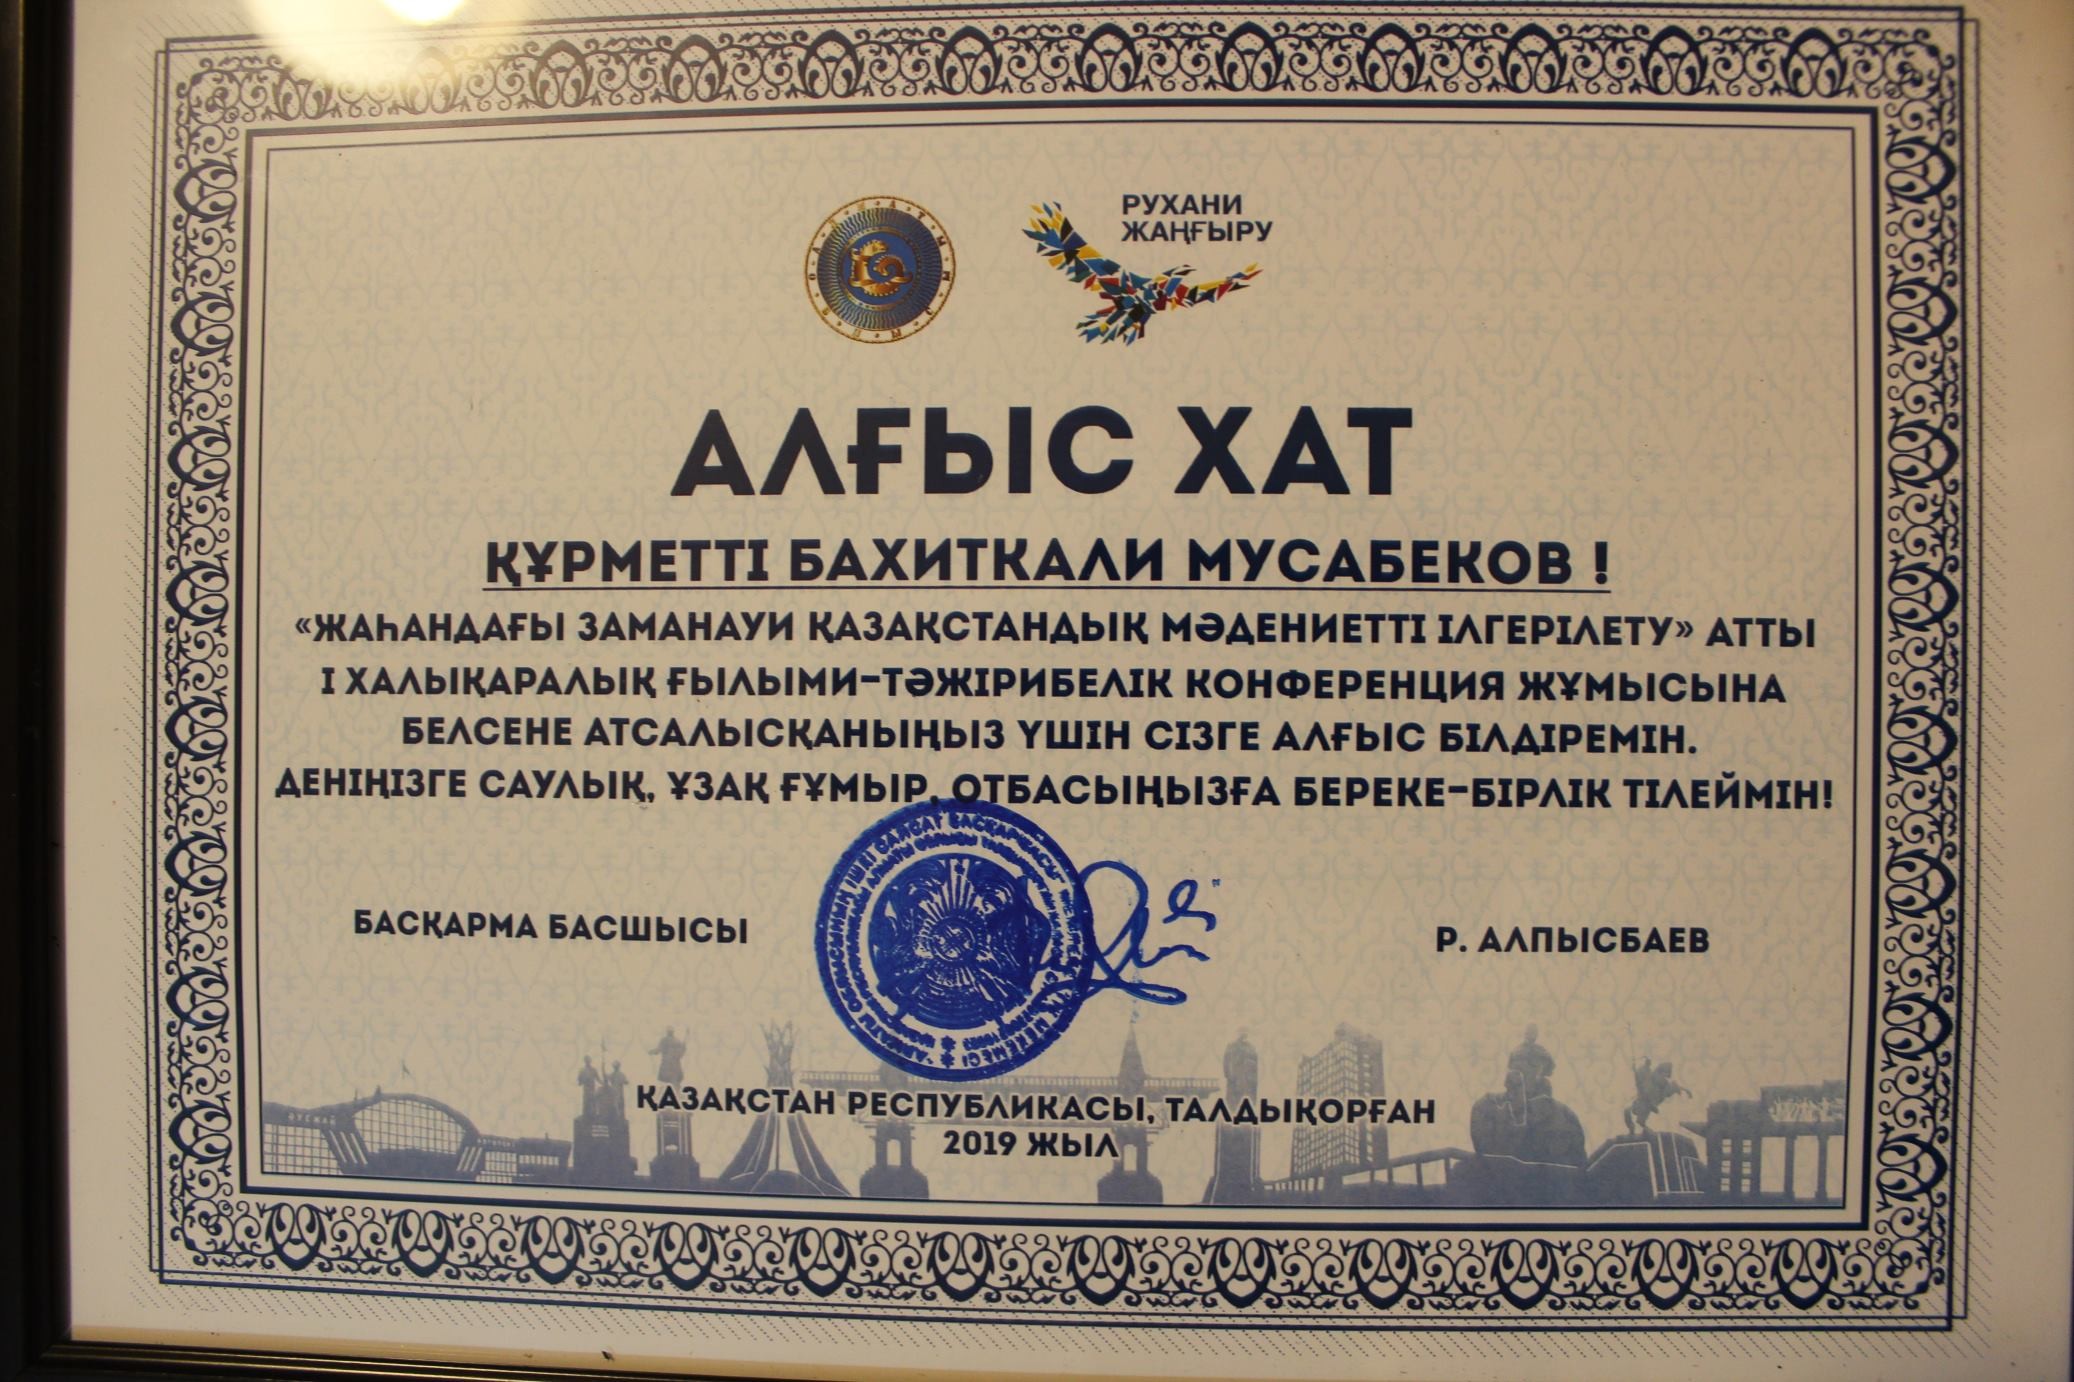 РУХАНИ
ЖАҢҒЫРУ
АЛҒЫС ХАТ
ҚҰРМЕТТІ БАХИТКАЛИ МУСАБЕКОВ !
«ЖАҺАНДАҒЫ ЗАМАНАУИ ҚАЗАҚСТАНДЫҚ МӘДЕНИЕТТІ ІЛГЕРІЛЕТУ» АТТЫ
І ХАЛЫҚАРАЛЫҚ ҒЫЛЫМИ-ТӘЖІРИБЕЛІК КОНФЕРЕНЦИЯ ЖҰМЫСЫНА
БЕЛСЕНЕ АТСАЛЫСҚАНЫҢЫЗ ҮШІН СІЗГЕ АЛҒЫС БІЛДІРЕМІН.
ДЕНІҢІЗГЕ САУЛЫҚ, ҰЗАҚ ҒҰМЫР, ОТБАСЫҢЫЗҒА БЕРЕКЕ-БІРЛІК ТІЛЕЙМІН!
БАСҚАРМА БАСШЫСЫ
Р. АЛПЫСБАЕВ
ҚАЗАҚСТАН РЕСПУБЛИКАСЫ, ТАЛДЫҚОРҒАН
2019 ЖЫЛ